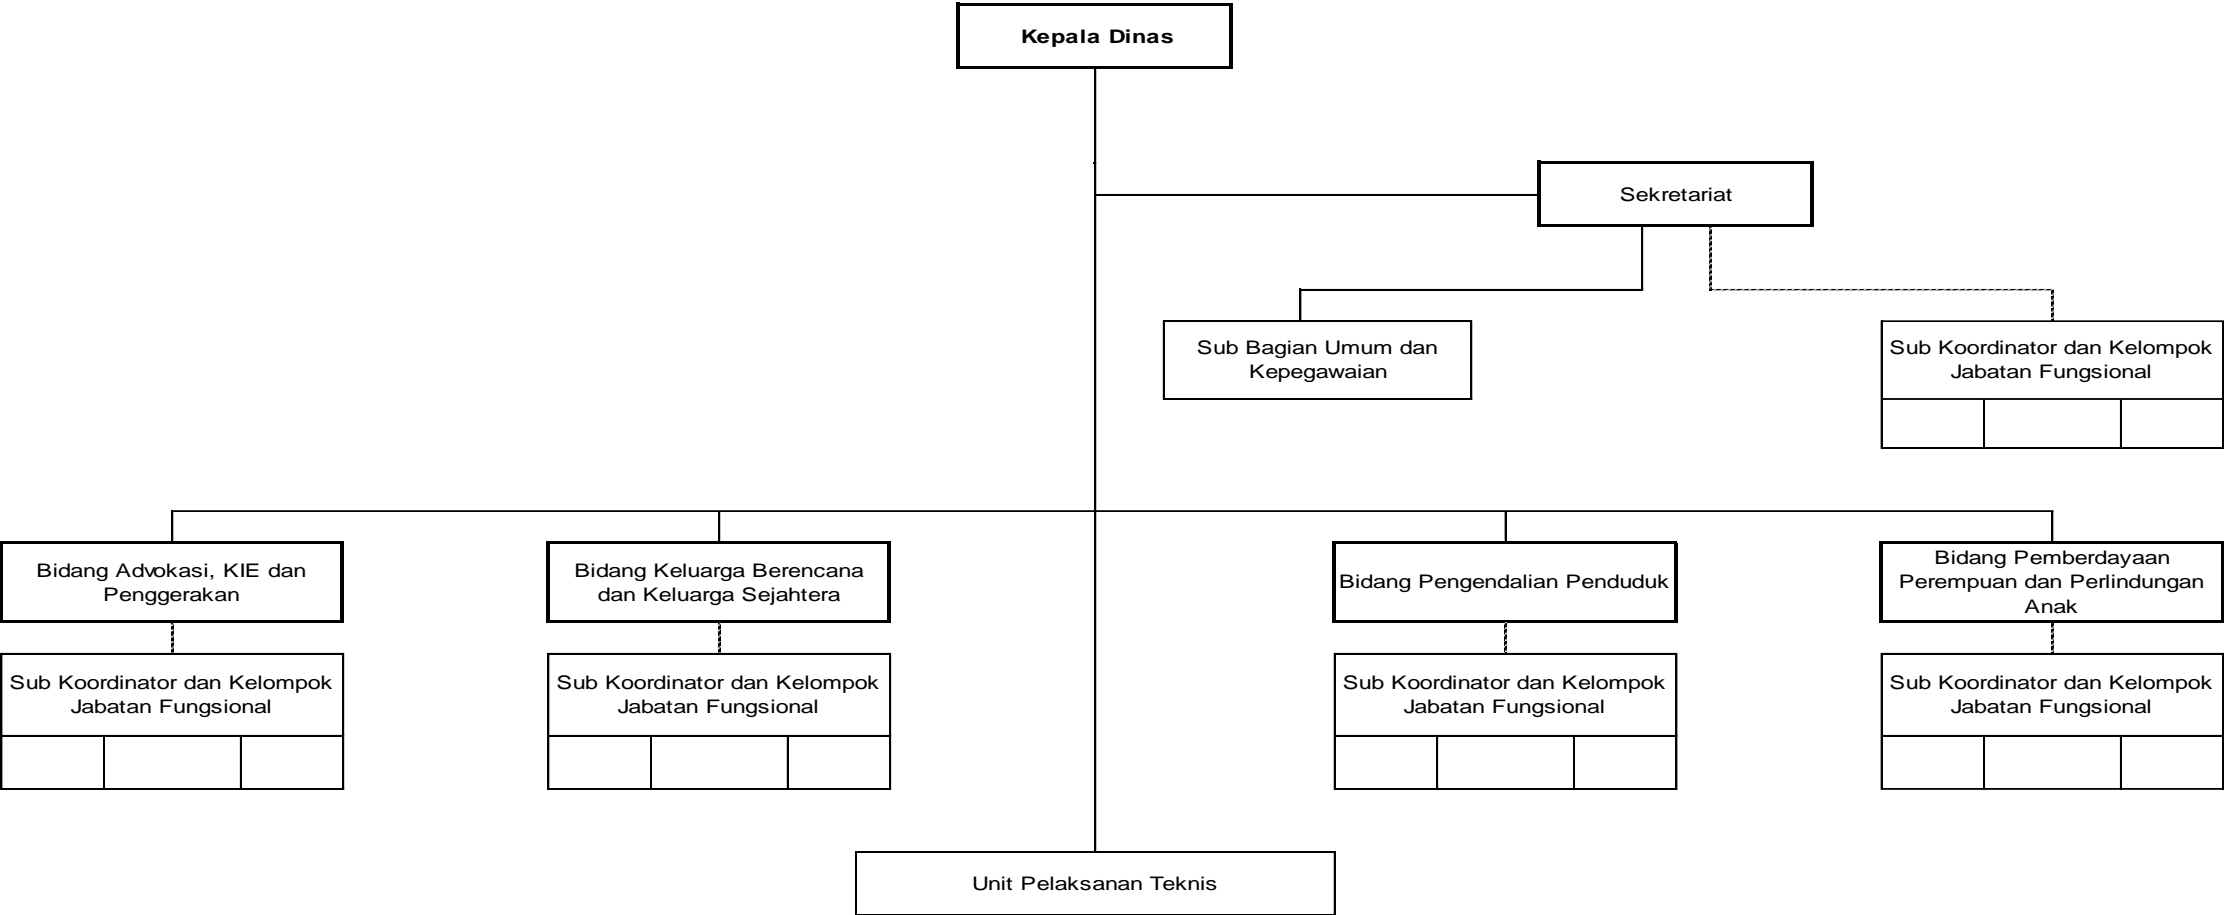 Kepala Dinas
Sekretariat
Sub Bagian Umum dan
Kepegawaian
Sub Koordinator dan Kelompok
Jabatan Fungsional
Bidang Advokasi, KIE dan
Penggerakan
Bidang Keluarga Berencana
dan Keluarga Sejahtera
Bidang Pengendalian Penduduk
Bidang Pemberdayaan
Perempuan dan Perlindungan
Anak
Sub Koordinator dan Kelompok
Jabatan Fungsional
Sub Koordinator dan Kelompok
Jabatan Fungsional
Sub Koordinator dan Kelompok
Jabatan Fungsional
Sub Koordinator dan Kelompok
Jabatan Fungsional
Unit Pelaksanan Teknis